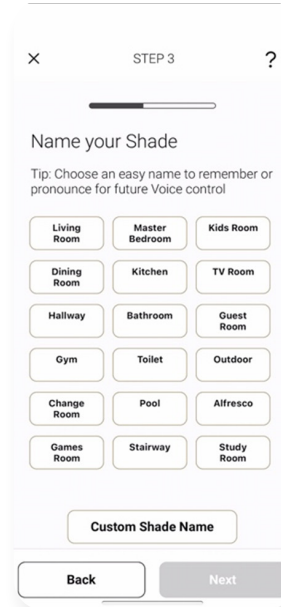 × STEP 3 ?
Name your Shade
Tip: Choose an easy name to remember or
pronounce for future Voice control
Living Master Kids Room
Room Bedroom
Dining Kitchen TV Room
Room
Hallway Bathroom Guest
Room
Gym Toilet Outdoor
Change Pool Alfresco
Room
Games Stairway Study
Room Room
Custom Shade Name
Back Next